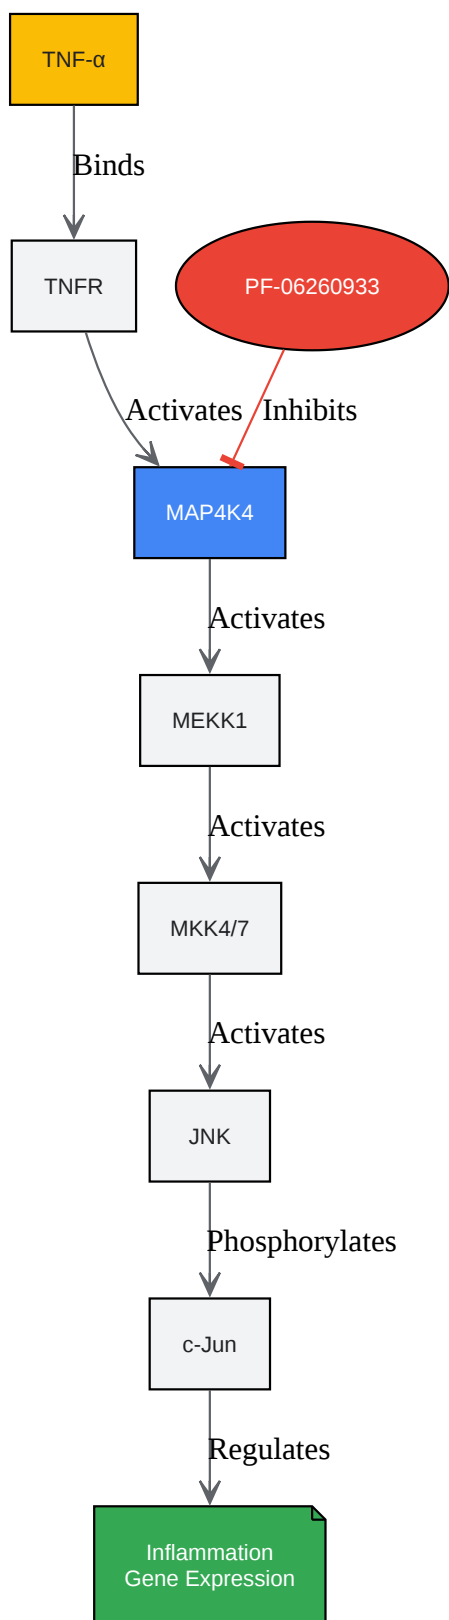 TNF-α
Binds
TNFR
PF-06260933
Activates
Inhibits
MAP4K4
Activates
MEKK1
Activates
MKK4/7
Activates
JNK
Phosphorylates
c-Jun
Regulates
Inflammation
Gene Expression